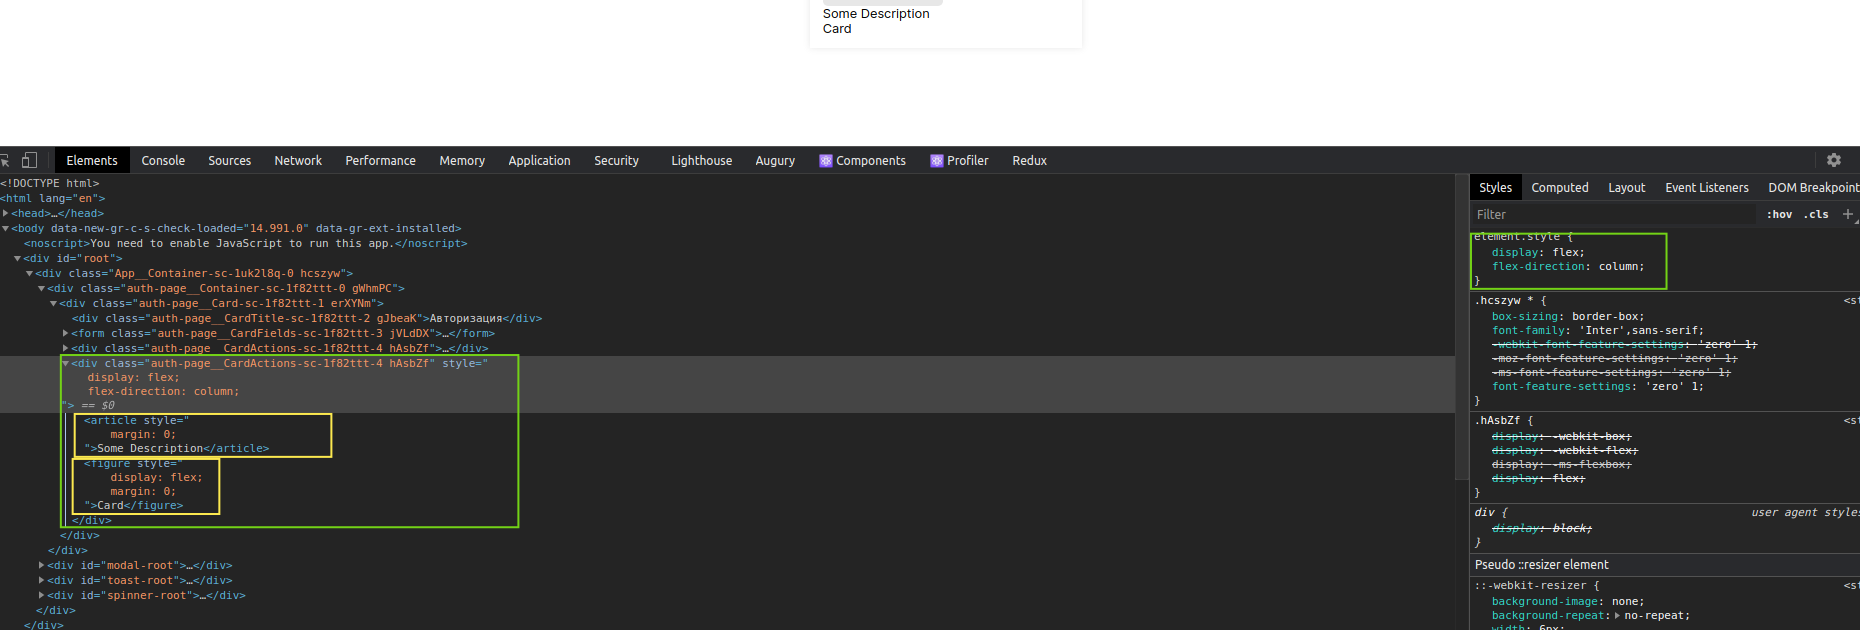 Some Description
Card
Elements Console Sources Network Performance Memory Application Security Lighthouse Augury Components Profiler Redux
<!DOCTYPE html>
<html lang="en">
<head>…</head>
<body data-new-gr-c-s-check-loaded="14.991.0" data-gr-ext-installed>
<noscript>You need to enable JavaScript to run this app.</noscript>
<div id="root">
<div class="App__Container-sc-1uk2l8q-0 hcszyw">
<div class="auth-page__Container-sc-1f82ttt-0 gWhmPC">
<div class="auth-page__Card-sc-1f82ttt-1 erXYNm">
<div class="auth-page__CardTitle-sc-1f82ttt-2 gJbeaK">Авторизация</div>
<form class="auth-page__CardFields-sc-1f82ttt-3 jVLdDX">…</form>
<div class="auth-page__CardActions-sc-1f82ttt-4 hAsbZf">…</div>
<div class="auth-page__CardActions-sc-1f82ttt-4 hAsbZf" style="
display: flex;
flex-direction: column;
"> == $0
<article style="
margin: 0;
">Some Description</article>
<figure style="
display: flex;
margin: 0;
">Card</figure>
</div>
</div>
</div>
<div id="modal-root">…</div>
<div id="toast-root">…</div>
<div id="spinner-root">…</div>
</div>
</div>
Styles Computed Layout Event Listeners DOM Breakpoint
Filter :hov .cls +
element.style {
display: flex;
flex-direction: column;
}
.hcszyw * { <st
box-sizing: border-box;
font-family: 'Inter',sans-serif;
-webkit-font-feature-settings: 'zero' 1;
-moz-font-feature-settings: 'zero' 1;
-ms-font-feature-settings: 'zero' 1;
font-feature-settings: 'zero' 1;
}
.hAsbZf { <st
display: -webkit-box;
display: -webkit-flex;
display: -ms-flexbox;
display: flex;
}
div { user agent styles
display: block;
}
Pseudo ::resizer element
::-webkit-resizer { <st
background-image: none;
background-repeat: no-repeat;
width: 6px;